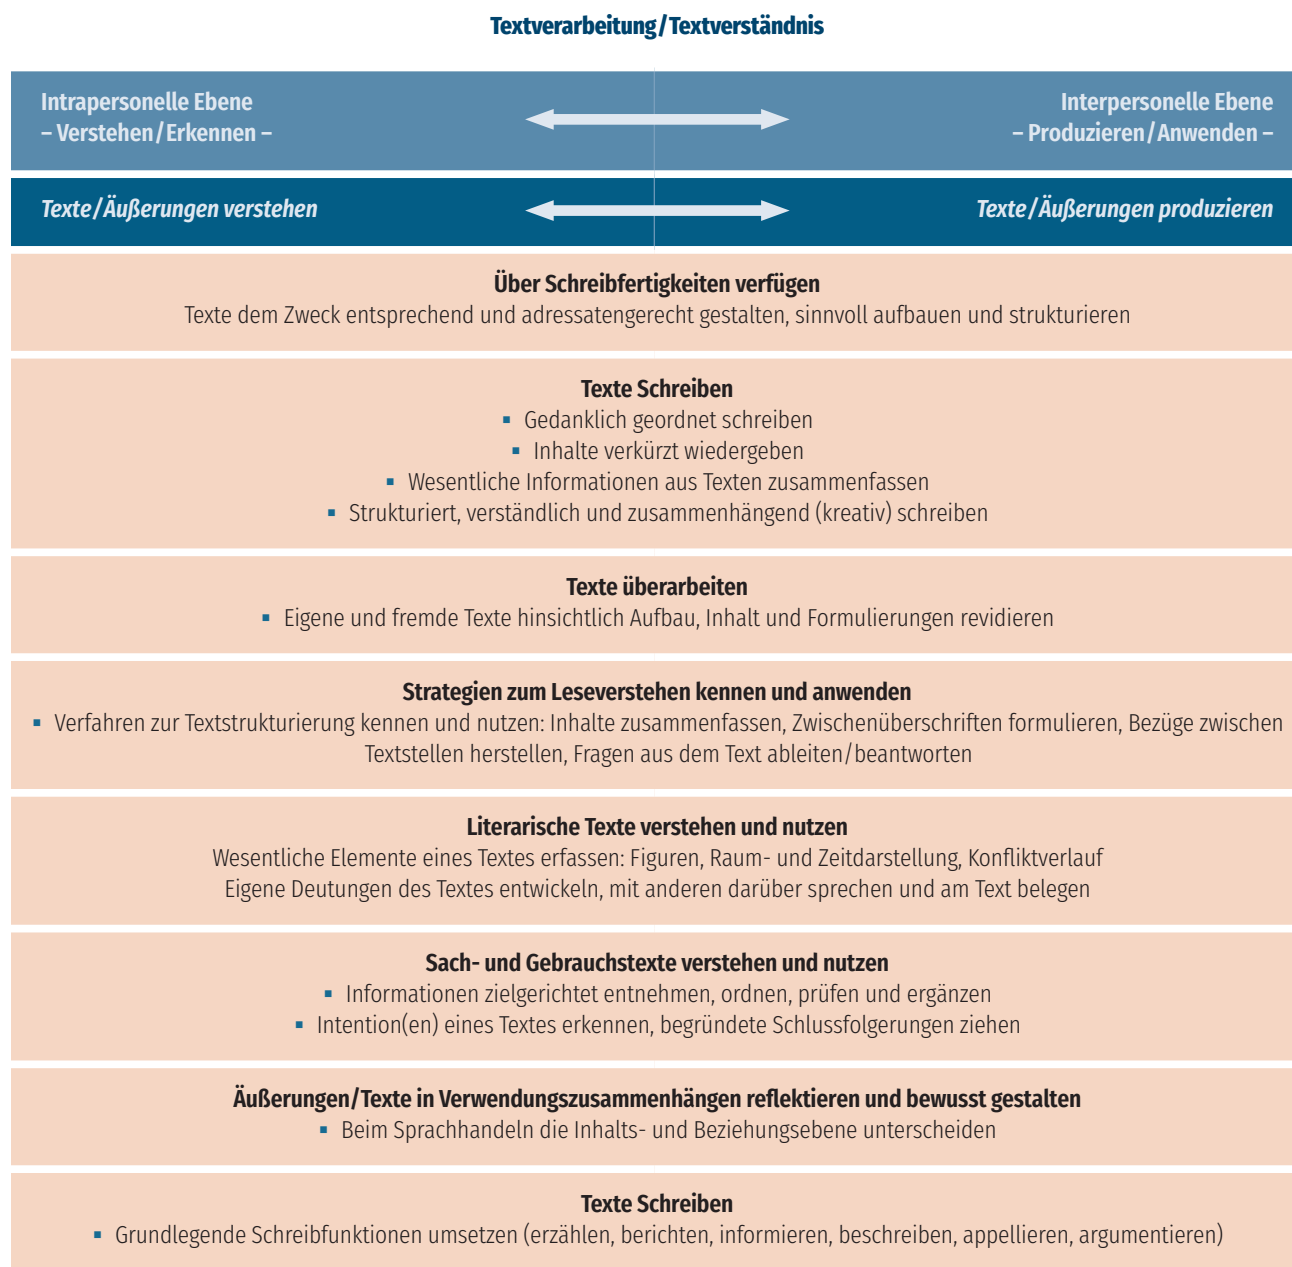 Textverarbeitung/Textverständnis
Intrapersonelle Ebene
– Verstehen/Erkennen –
Interpersonelle Ebene
– Produzieren/Anwenden –
Texte/Äußerungen verstehen
Texte/Äußerungen produzieren
Über Schreibfertigkeiten verfügen
Texte dem Zweck entsprechend und adressatengerecht gestalten, sinnvoll aufbauen und strukturieren
Texte Schreiben
▪ Gedanklich geordnet schreiben
▪ Inhalte verkürzt wiedergeben
▪ Wesentliche Informationen aus Texten zusammenfassen
▪ Strukturiert, verständlich und zusammenhängend (kreativ) schreiben
Texte überarbeiten
▪ Eigene und fremde Texte hinsichtlich Aufbau, Inhalt und Formulierungen revidieren
Strategien zum Leseverstehen kennen und anwenden
▪ Verfahren zur Textstrukturierung kennen und nutzen: Inhalte zusammenfassen, Zwischenüberschriften formulieren, Bezüge zwischen
Textstellen herstellen, Fragen aus dem Text ableiten/beantworten
Literarische Texte verstehen und nutzen
Wesentliche Elemente eines Textes erfassen: Figuren, Raum- und Zeitdarstellung, Konfliktverlauf
Eigene Deutungen des Textes entwickeln, mit anderen darüber sprechen und am Text belegen
Sach- und Gebrauchstexte verstehen und nutzen
▪ Informationen zielgerichtet entnehmen, ordnen, prüfen und ergänzen
▪ Intention(en) eines Textes erkennen, begründete Schlussfolgerungen ziehen
Äußerungen/Texte in Verwendungszusammenhängen reflektieren und bewusst gestalten
▪ Beim Sprachhandeln die Inhalts- und Beziehungsebene unterscheiden
Texte Schreiben
▪ Grundlegende Schreibfunktionen umsetzen (erzählen, berichten, informieren, beschreiben, appellieren, argumentieren)